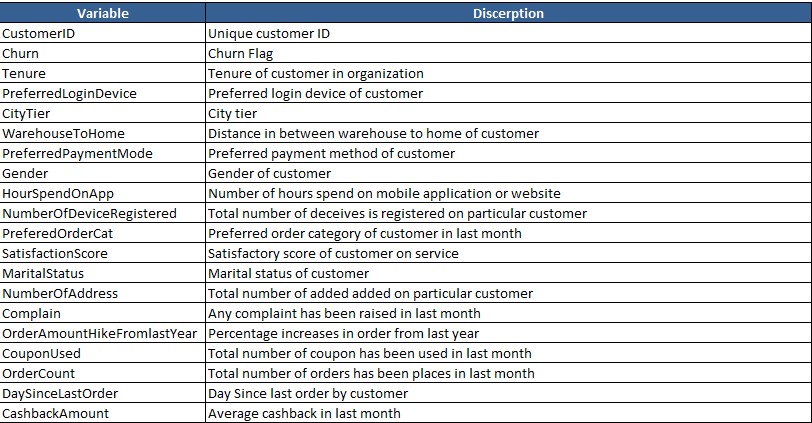 Variable Discerption
CustomerID Unique customer ID
Churn Churn Flag
Tenure Tenure of customer in organization
PreferredLoginDevice Preferred login device of customer
CityTier City tier
WarehouseToHome Distance in between warehouse to home of customer
PreferredPaymentMode Preferred payment method of customer
Gender Gender of customer
HourSpendOnApp Number of hours spend on mobile application or website
NumberOfDeviceRegistered Total number of deceives is registered on particular customer
PreferedOrderCat Preferred order category of customer in last month
SatisfactionScore Satisfactory score of customer on service
MaritalStatus Marital status of customer
NumberOfAddress Total number of added added on particular customer
Complain Any complaint has been raised in last month
OrderAmountHikeFromlastYear Percentage increases in order from last year
CouponUsed Total number of coupon has been used in last month
OrderCount Total number of orders has been places in last month
DaySinceLastOrder Day Since last order by customer
CashbackAmount Average cashback in last month